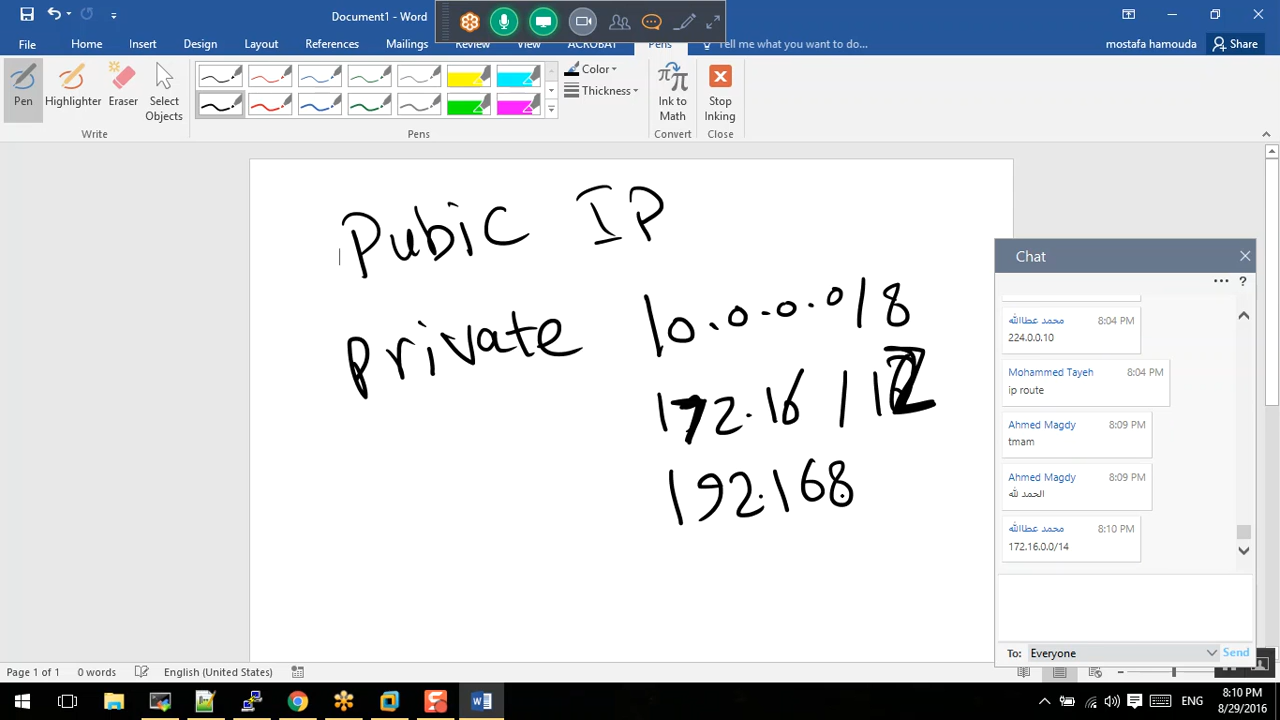 Document1 - Word
File
Home
Insert
Design
Layout
References
Mailings
Review
View
ACROBAT
Pens
Tell me what you want to do...
mostafa hamouda
Share
Pen
Highlighter
Eraser
Select
Objects
Write
Pens
Color
Thickness
Ink to
Math
Convert
Stop
Inking
Close
Pubic IP
private 10.0.0.0/8
172.16 / 12
192.168
Chat
... ?
محمد عطاالله 8:04 PM
224.0.0.10
Mohammed Tayeh 8:04 PM
ip route
Ahmed Magdy 8:09 PM
tmam
Ahmed Magdy 8:09 PM
الحمد لله
محمد عطاالله 8:10 PM
172.16.0.0/14
To: Everyone Send
Page 1 of 1 0 words English (United States)
ENG
8:10 PM
8/29/2016